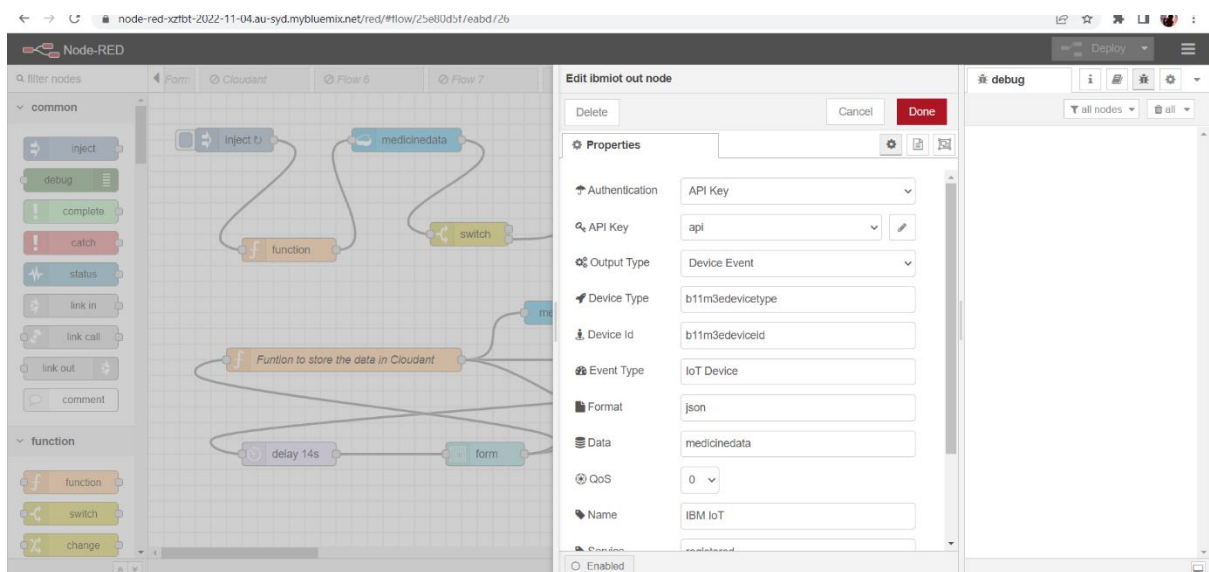 node-red-xzfbt-2022-11-04.au-syd.mybluemix.net/red/#flow/25e80d5f7eabd726
Node-RED
Deploy
filter nodes
Form
Cloudant
Flow 6
Flow 7
common
inject
debug
complete
catch
status
link in
link call
link out
comment
function
function
switch
change
inject
medicinedata
function
switch
me
Funtion to store the data in Cloudant
delay 14s
form
Edit ibmiot out node
Delete
Cancel
Done
Properties
Authentication
API Key
API Key
api
Output Type
Device Event
Device Type
b11m3edevicetype
Device Id
b11m3edeviceid
Event Type
IoT Device
Format
json
Data
medicinedata
QoS
0
Name
IBM IoT
Service
registered
Enabled
debug
i
all nodes
all